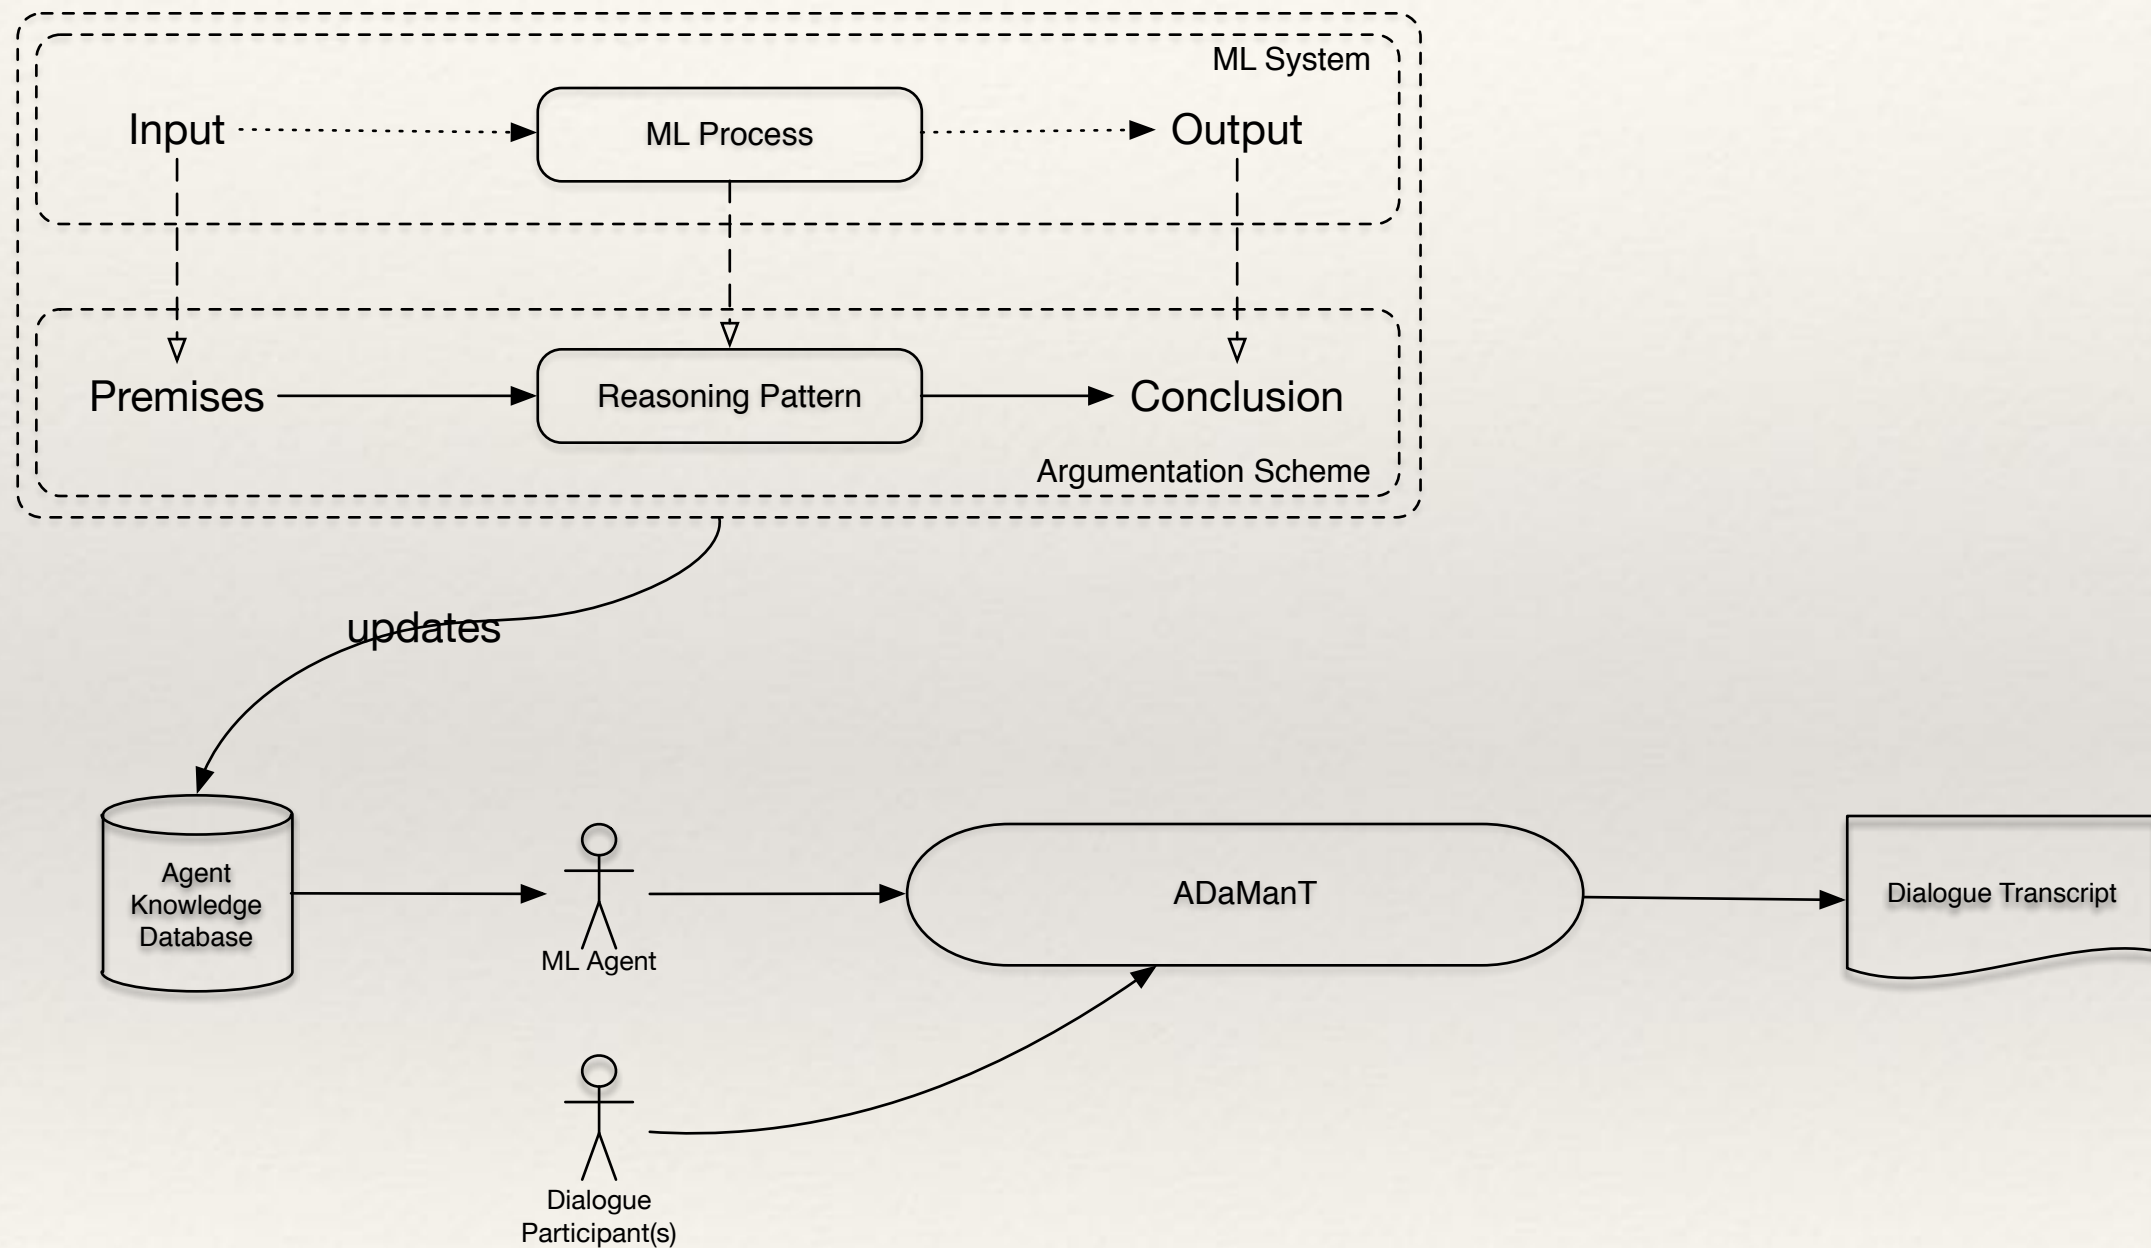 ML System
Input
ML Process
Output
Premises
Reasoning Pattern
Conclusion
Argumentation Scheme
updates
Agent
Knowledge
Database
ML Agent
ADaManT
Dialogue Transcript
Dialogue
Participant(s)